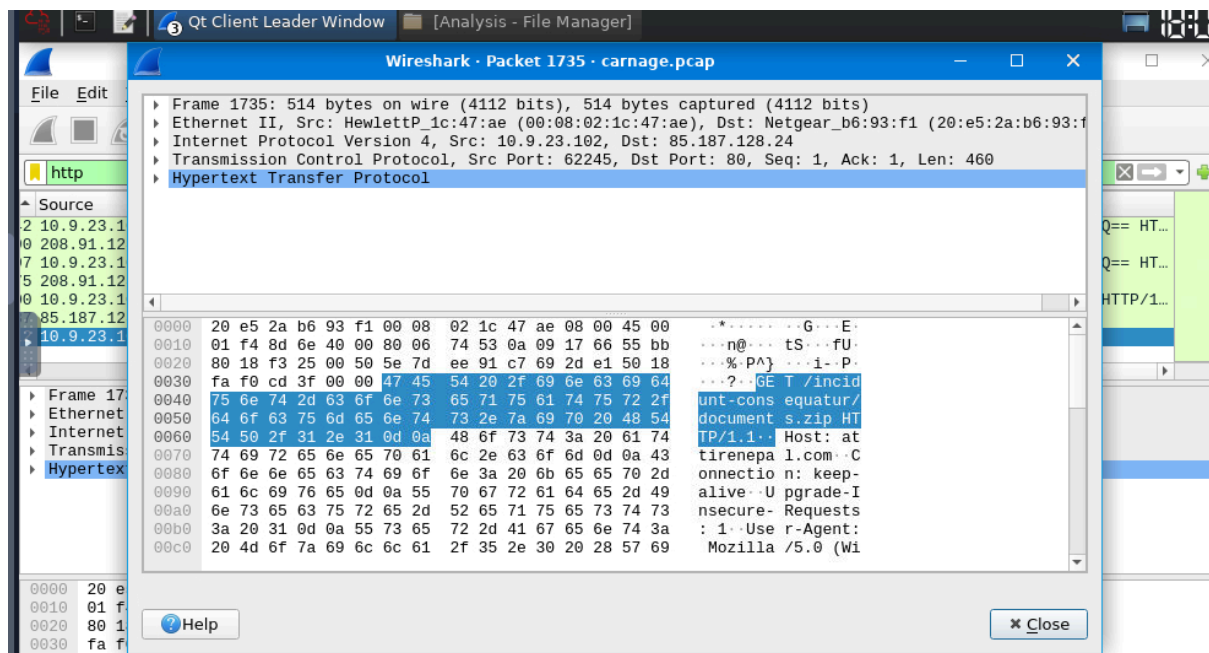 Qt Client Leader Window
[Analysis - File Manager]
Wireshark · Packet 1735 · carnage.pcap
File Edit
http
Source
2 10.9.23.1
0 208.91.12
7 10.9.23.1
5 208.91.12
0 10.9.23.1
85.187.12
10.9.23.1
Q== HT…
Q== HT…
HTTP/1…
Frame 1735: 514 bytes on wire (4112 bits), 514 bytes captured (4112 bits)
Ethernet II, Src: HewlettP_1c:47:ae (00:08:02:1c:47:ae), Dst: Netgear_b6:93:f1 (20:e5:2a:b6:93:f
Internet Protocol Version 4, Src: 10.9.23.102, Dst: 85.187.128.24
Transmission Control Protocol, Src Port: 62245, Dst Port: 80, Seq: 1, Ack: 1, Len: 460
Hypertext Transfer Protocol
0000 20 e5 2a b6 93 f1 00 08 02 1c 47 ae 08 00 45 00 ·*····· ··G···E·
0010 01 f4 8d 6e 40 00 80 06 74 53 0a 09 17 66 55 bb ···n@··· tS···fU·
0020 80 18 f3 25 00 50 5e 7d ee 91 c7 69 2d e1 50 18 ···%·P^} ···i-·P·
0030 fa f0 cd 3f 00 00 47 45 54 20 2f 69 6e 63 69 64 ···?··GE T /incid
0040 75 6e 74 2d 63 6f 6e 73 65 71 75 61 74 75 72 2f unt-cons equatur/
0050 64 6f 63 75 6d 65 6e 74 73 2e 7a 69 70 20 48 54 document s.zip HT
0060 54 50 2f 31 2e 31 0d 0a 48 6f 73 74 3a 20 61 74 TP/1.1·· Host: at
0070 74 69 72 65 6e 65 70 61 6c 2e 63 6f 6d 0d 0a 43 tirenepa l.com··C
0080 6f 6e 6e 65 63 74 69 6f 6e 3a 20 6b 65 65 70 2d onnectio n: keep-
0090 61 6c 69 76 65 0d 0a 55 70 67 72 61 64 65 2d 49 alive··U pgrade-I
00a0 6e 73 65 63 75 72 65 2d 52 65 71 75 65 73 74 73 nsecure- Requests
00b0 3a 20 31 0d 0a 55 73 65 72 2d 41 67 65 6e 74 3a : 1··Use r-Agent:
00c0 20 4d 6f 7a 69 6c 6c 61 2f 35 2e 30 20 28 57 69 Mozilla /5.0 (Wi
Frame 17
Ethernet
Internet
Transmis
Hypertex
0000 20 e
0010 01 f
0020 80 1
0030 fa f
Help
Close